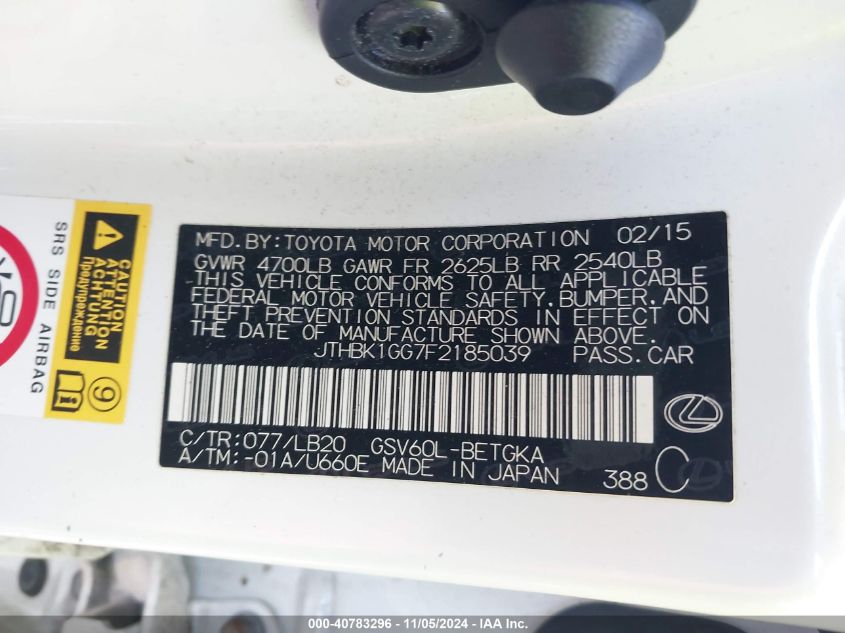 MFD.BY:TOYOTA MOTOR CORPORATION 02/15
GVWR 4700LB GAWR FR 2625LB RR 2540LB
THIS VEHICLE CONFORMS TO ALL APPLICABLE
FEDERAL MOTOR VEHICLE SAFETY,BUMPER,AND
THEFT PREVENTION STANDARDS IN EFFECT ON
THE DATE OF MANUFACTURE SHOWN ABOVE.
JTHBK1GG7F2185039 PASS.CAR
C/TR:077/LB20 GSV60L-BETGKA
A/TM:-01A/U660E MADE IN JAPAN
388 C
SRS SIDE AIRBAG
CAUTION
ATTENTION
ACHTUNG
предупреждение
9
000-40783296 - 11/05/2024 - IAA Inc.